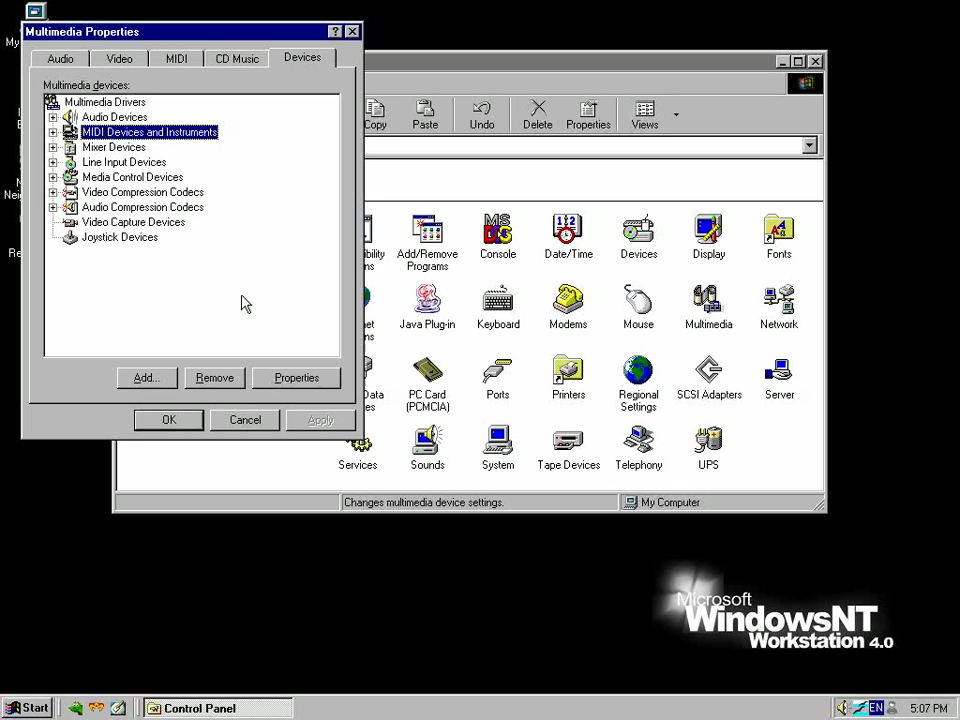 My
Multimedia Properties
Audio
Video
MIDI
CD Music
Devices
Multimedia devices:
Multimedia Drivers
Audio Devices
MIDI Devices and Instruments
Mixer Devices
Line Input Devices
Media Control Devices
Video Compression Codecs
Audio Compression Codecs
Video Capture Devices
Joystick Devices
Add...
Remove
Properties
OK
Cancel
Apply
Copy
Paste
Undo
Delete
Properties
Views
Add/Remove
Programs
MS
DOS
Console
Date/Time
Devices
Display
Fonts
Java Plug-in
Keyboard
Modems
Mouse
Multimedia
Network
PC Card
(PCMCIA)
Ports
Printers
Regional
Settings
SCSI Adapters
Server
Services
Sounds
System
Tape Devices
Telephony
UPS
Changes multimedia device settings.
My Computer
Microsoft
WindowsNT
Workstation 4.0
Start
Control Panel
EN
5:07 PM